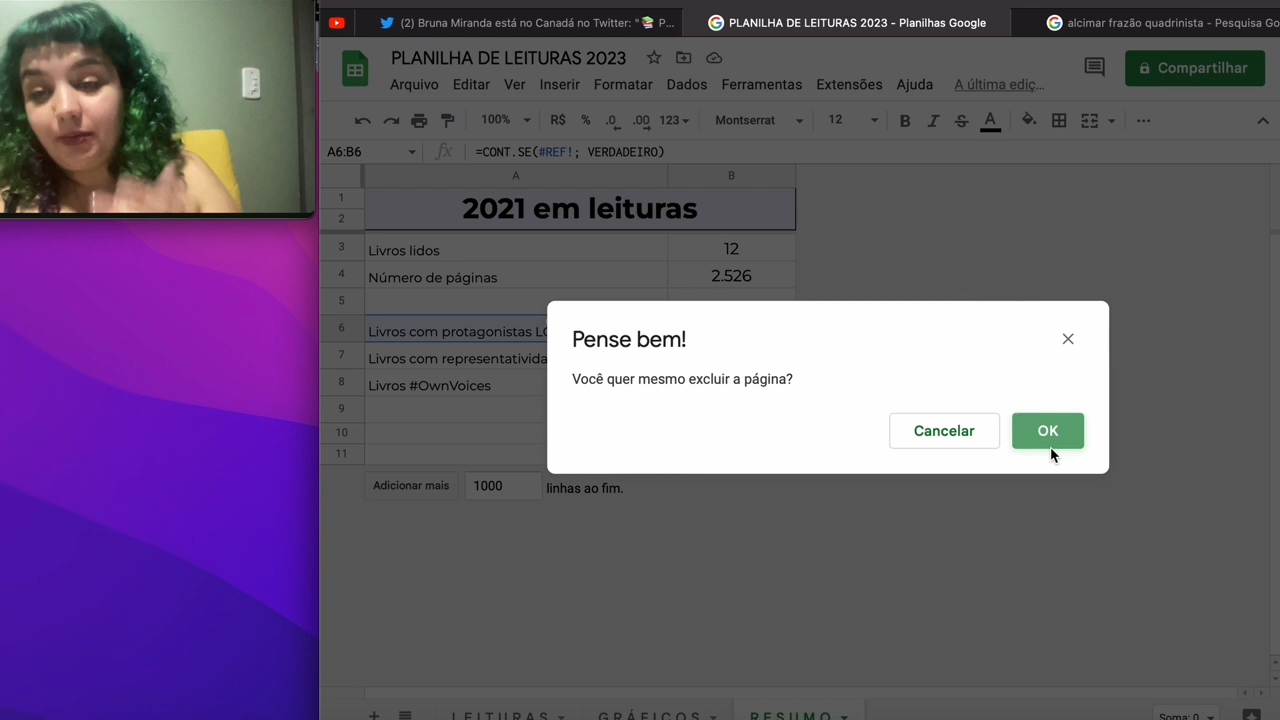 (2) Bruna Miranda está no Canadá no Twitter: "📚 P...
PLANILHA DE LEITURAS 2023 - Planilhas Google
alcimar frazão quadrinista - Pesquisa Go
PLANILHA DE LEITURAS 2023
Compartilhar
Arquivo Editar Ver Inserir Formatar Dados Ferramentas Extensões Ajuda A última ediç...
100% R$ % .0 .00 123 Montserrat 12 B I S A ...
A6:B6 fx =CONT.SE(#REF!; VERDADEIRO)
A B
1 2021 em leituras
2
3 Livros lidos 12
4 Número de páginas 2.526
5
6 Livros com protagonistas LG
7 Livros com representativida
8 Livros #OwnVoices
9
10
11
Pense bem!
Você quer mesmo excluir a página?
Cancelar OK
Adicionar mais 1000 linhas ao fim.
LEITURAS GRÁFICOS RESUMO Soma: 0